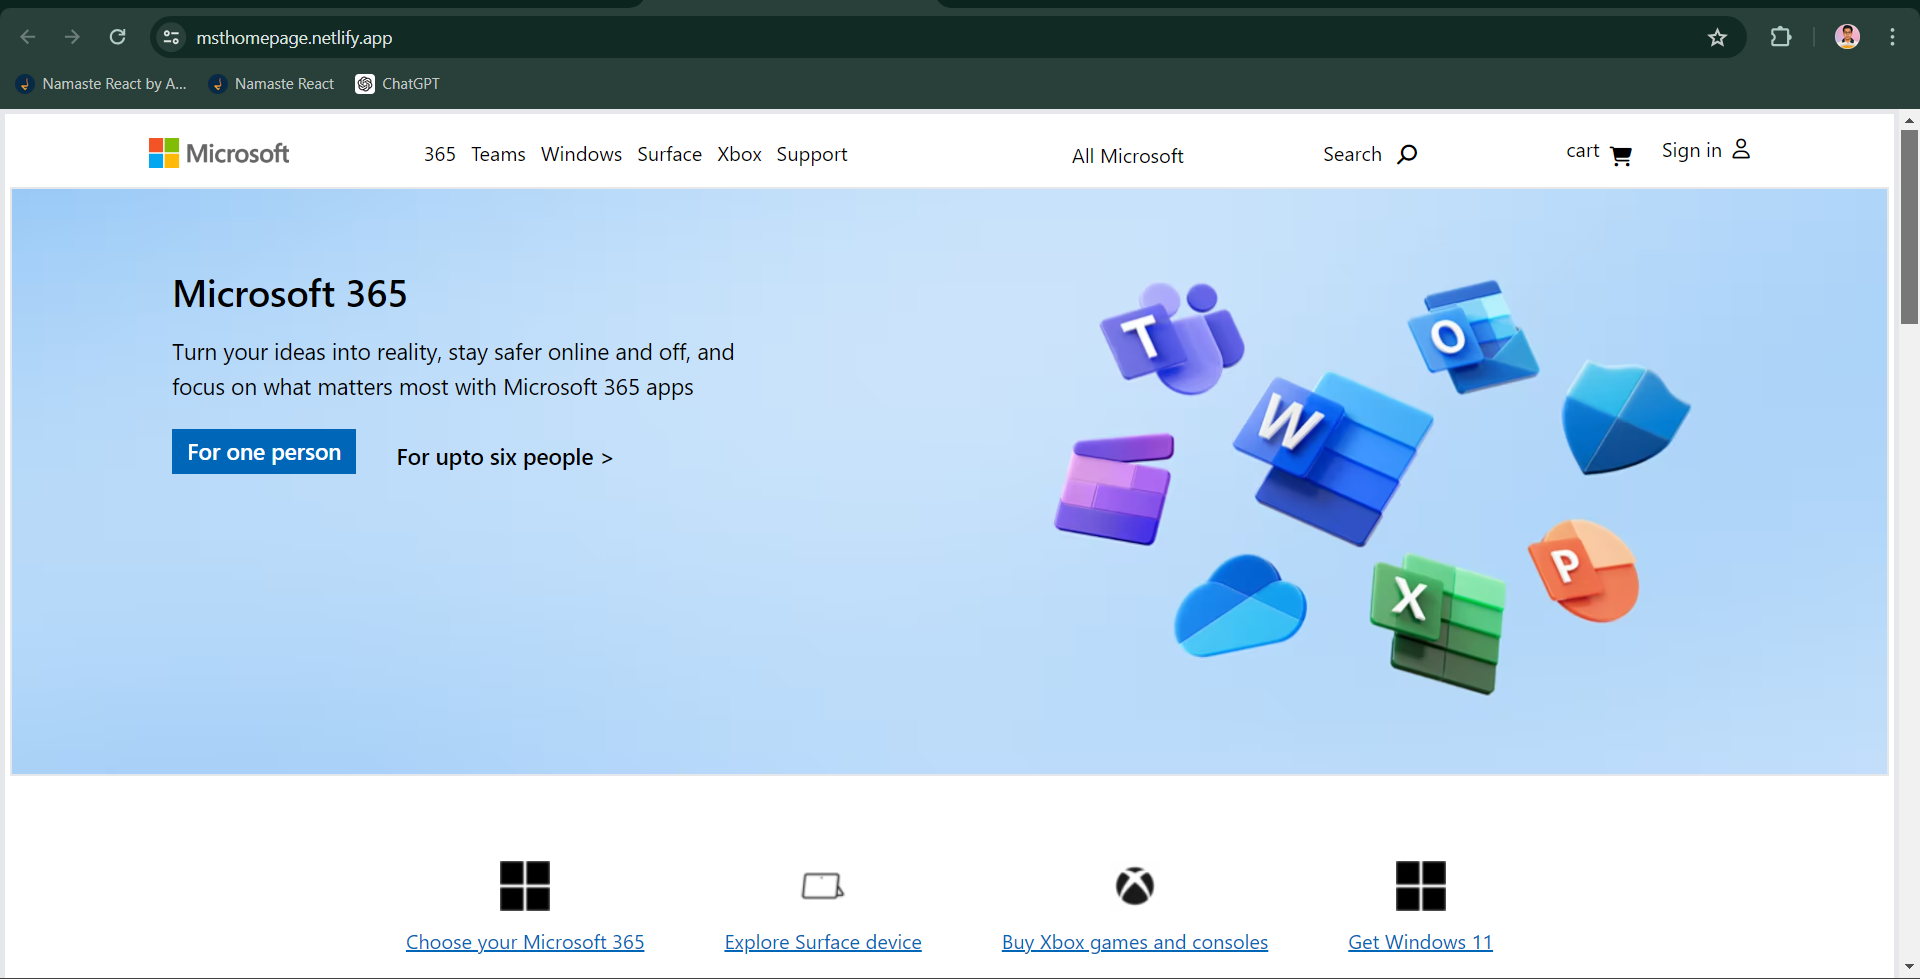 msthomepage.netlify.app
Namaste React by A... Namaste React ChatGPT
Microsoft 365 Teams Windows Surface Xbox Support All Microsoft Search cart Sign in
Microsoft 365
Turn your ideas into reality, stay safer online and off, and
focus on what matters most with Microsoft 365 apps
For one person For upto six people >
T
O
W
X
P
Choose your Microsoft 365 Explore Surface device Buy Xbox games and consoles Get Windows 11